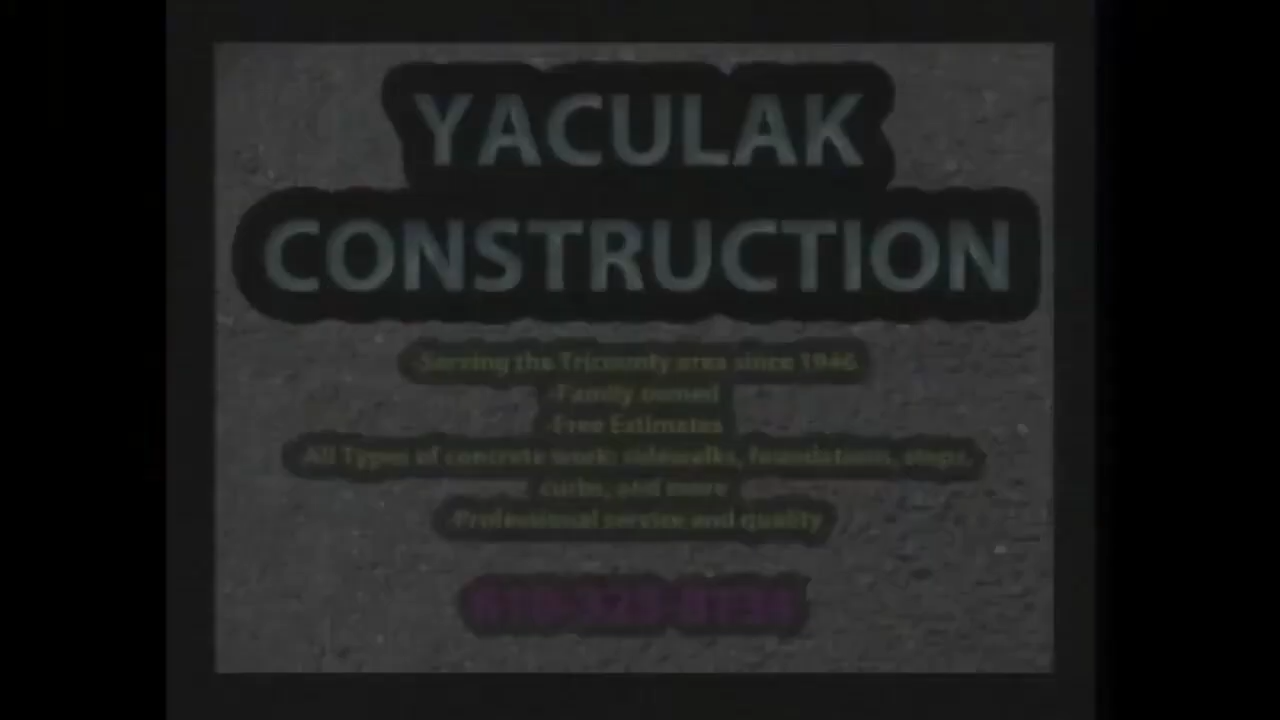 YACULAK
CONSTRUCTION
-Serving the Tricounty area since 1946
-Family owned
-Free Estimates
-All Types of concrete work: sidewalks, foundations, steps,
curbs, and more
-Professional service and quality